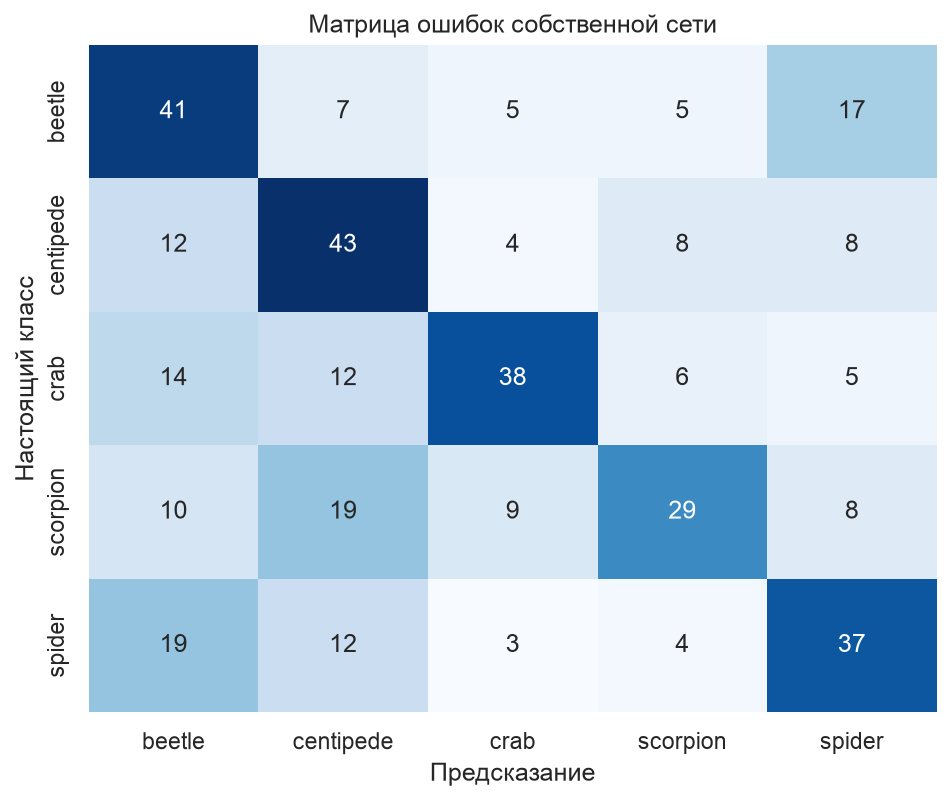 Матрица ошибок собственной сети
Настоящий класс
beetle 41 7 5 5 17
centipede 12 43 4 8 8
crab 14 12 38 6 5
scorpion 10 19 9 29 8
spider 19 12 3 4 37
beetle centipede crab scorpion spider
Предсказание